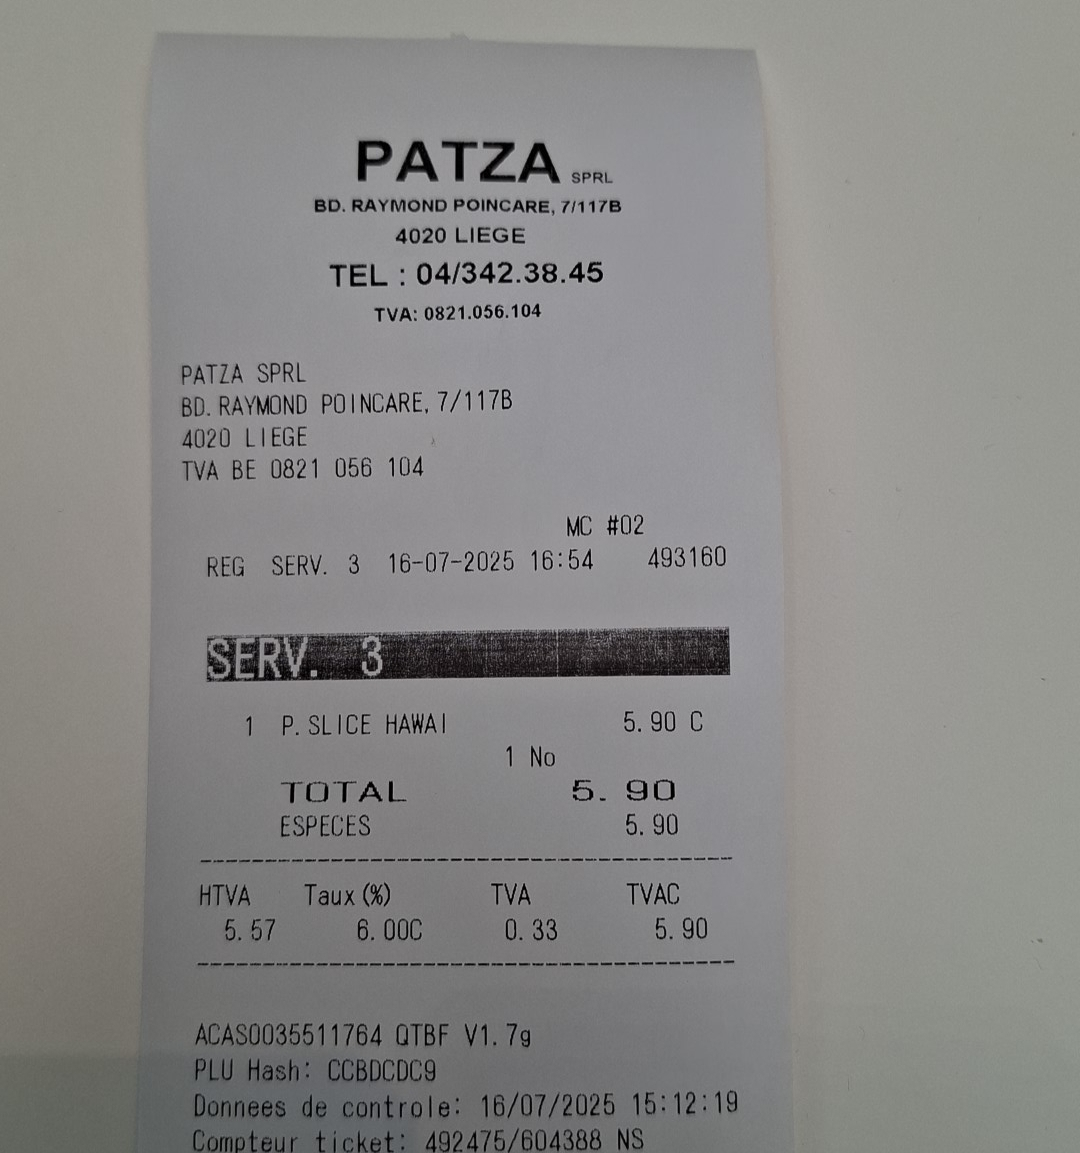 PATZA SPRL
BD. RAYMOND POINCARE, 7/117B
4020 LIEGE
TEL : 04/342.38.45
TVA: 0821.056.104
PATZA SPRL
BD. RAYMOND POINCARE, 7/117B
4020 LIEGE
TVA BE 0821 056 104
MC #02
REG SERV. 3 16-07-2025 16:54 493160
SERV. 3
1 P. SLICE HAWAI 5.90 C
1 No
TOTAL 5.90
ESPECES 5.90
HTVA Taux (%) TVA TVAC
5.57 6.00C 0.33 5.90
ACAS0035511764 QTBF V1.7g
PLU Hash: CCBDCDC9
Donnees de controle: 16/07/2025 15:12:19
Compteur ticket: 492475/604388 NS